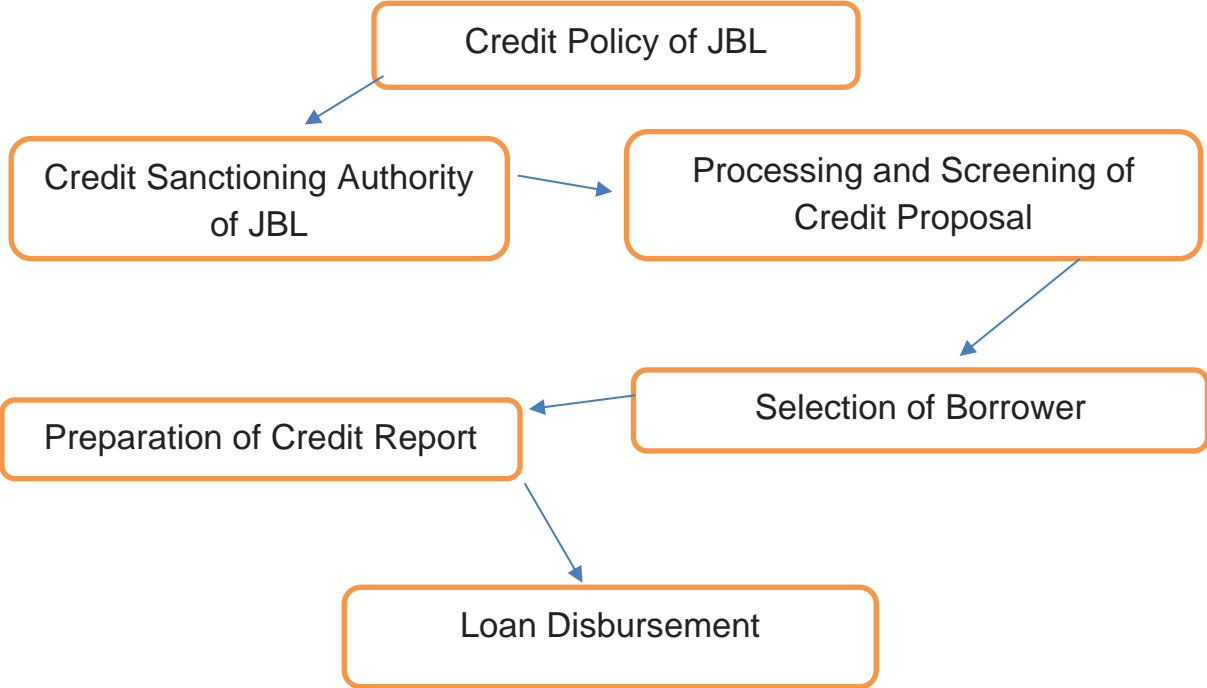 Credit Policy of JBL
Credit Sanctioning Authority
of JBL
Processing and Screening of
Credit Proposal
Selection of Borrower
Preparation of Credit Report
Loan Disbursement